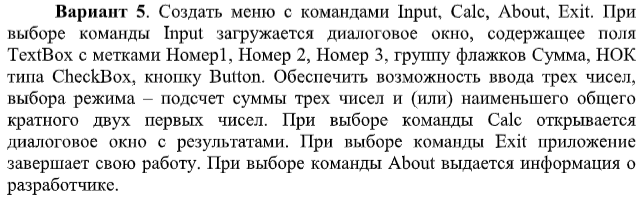 Вариант 5. Создать меню с командами Input, Calc, About, Exit. При
выборе команды Input загружается диалоговое окно, содержащее поля
TextBox с метками Номер1, Номер 2, Номер 3, группу флажков Сумма, НОК
типа CheckBox, кнопку Button. Обеспечить возможность ввода трех чисел,
выбора режима – подсчет суммы трех чисел и (или) наименьшего общего
кратного двух первых чисел. При выборе команды Calc открывается
диалоговое окно с результатами. При выборе команды Exit приложение
завершает свою работу. При выборе команды About выдается информация о
разработчике.